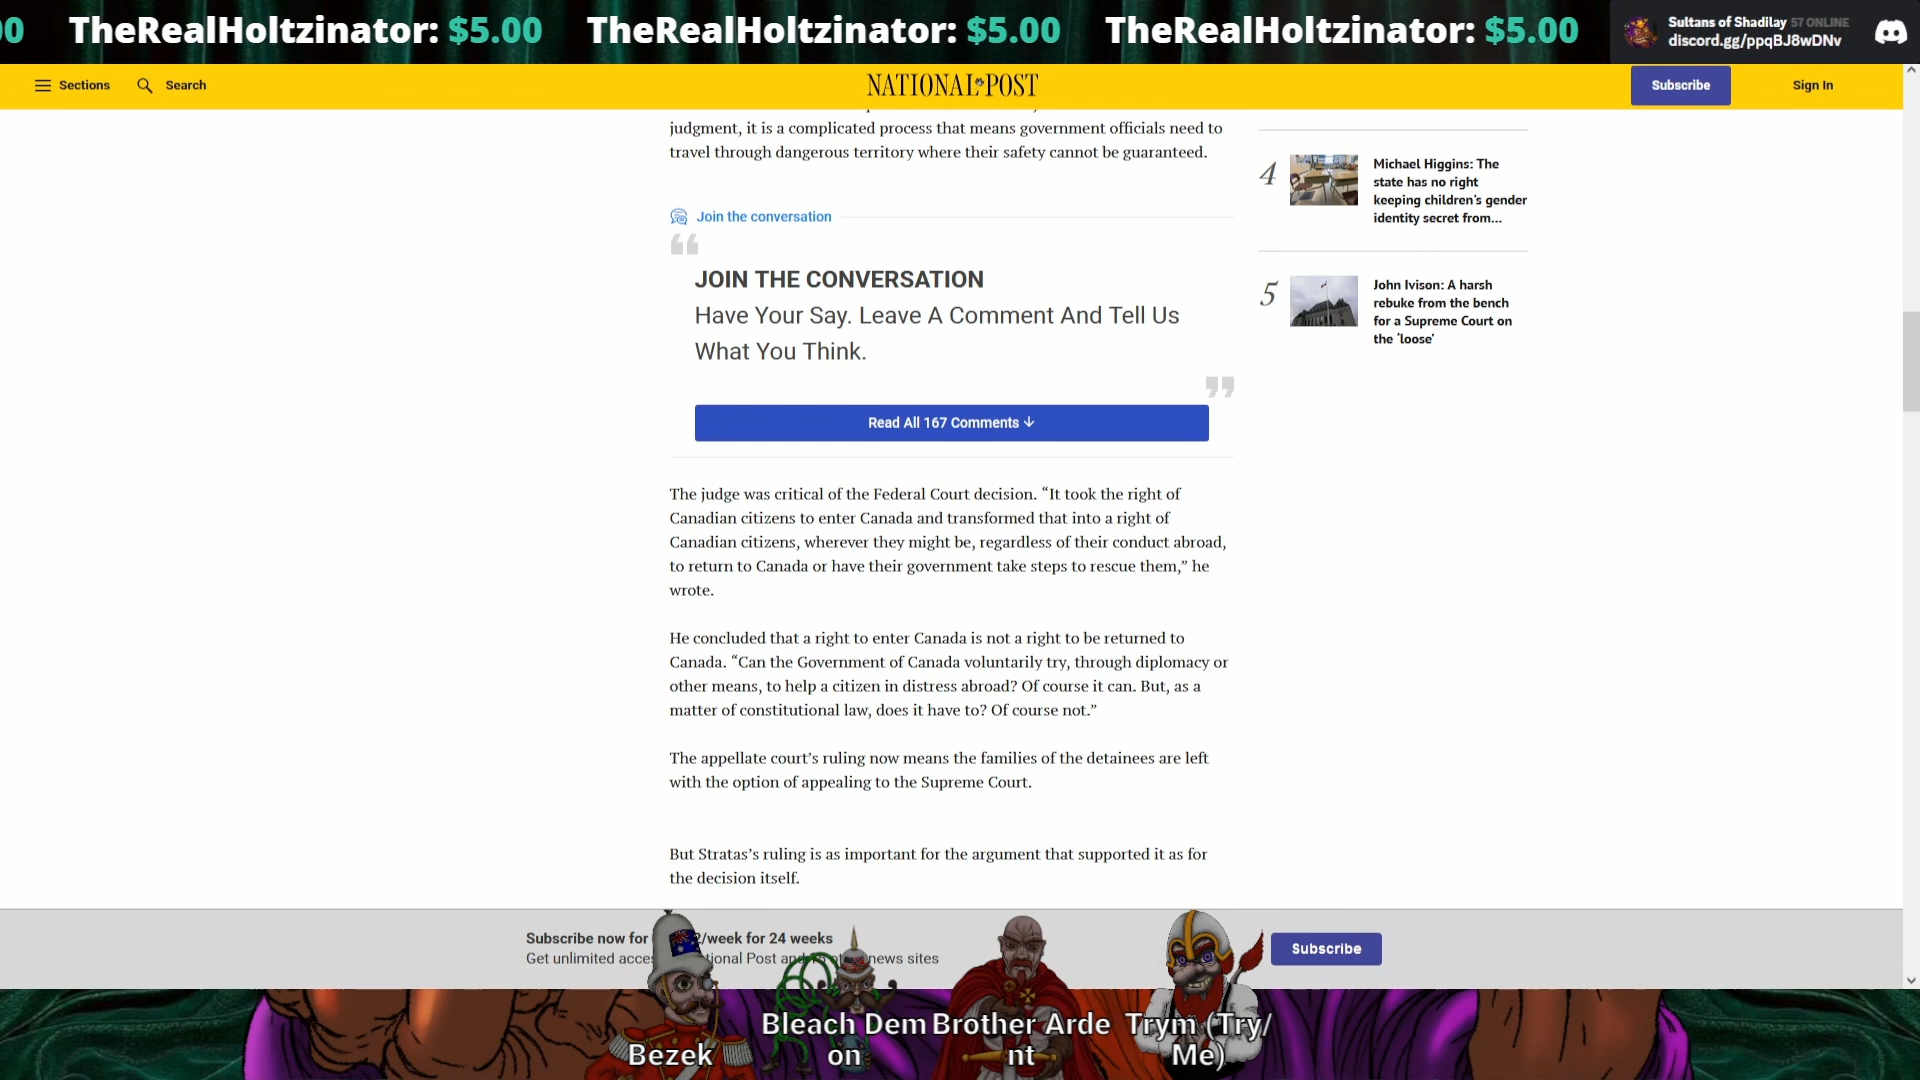 00 TheRealHoltzinator: $5.00 TheRealHoltzinator: $5.00 TheRealHoltzinator: $5.00
Sultans of Shadilay 57 ONLINE
discord.gg/ppqBJ8wDNv
Sections Search NATIONAL POST Subscribe Sign In
judgment, it is a complicated process that means government officials need to
travel through dangerous territory where their safety cannot be guaranteed.
Join the conversation
“
JOIN THE CONVERSATION
Have Your Say. Leave A Comment And Tell Us
What You Think.
”
Read All 167 Comments ↓
The judge was critical of the Federal Court decision. “It took the right of
Canadian citizens to enter Canada and transformed that into a right of
Canadian citizens, wherever they might be, regardless of their conduct abroad,
to return to Canada or have their government take steps to rescue them,” he
wrote.
He concluded that a right to enter Canada is not a right to be returned to
Canada. “Can the Government of Canada voluntarily try, through diplomacy or
other means, to help a citizen in distress abroad? Of course it can. But, as a
matter of constitutional law, does it have to? Of course not.”
The appellate court’s ruling now means the families of the detainees are left
with the option of appealing to the Supreme Court.
But Stratas’s ruling is as important for the argument that supported it as for
the decision itself.
4
Michael Higgins: The
state has no right
keeping children's gender
identity secret from...
5
John Ivison: A harsh
rebuke from the bench
for a Supreme Court on
the ‘loose’
Subscribe now for /week for 24 weeks
Get unlimited news sites
Subscribe
Bezek
Bleach Dem
on
Brother Arde
nt
Trym (Try/
Me)